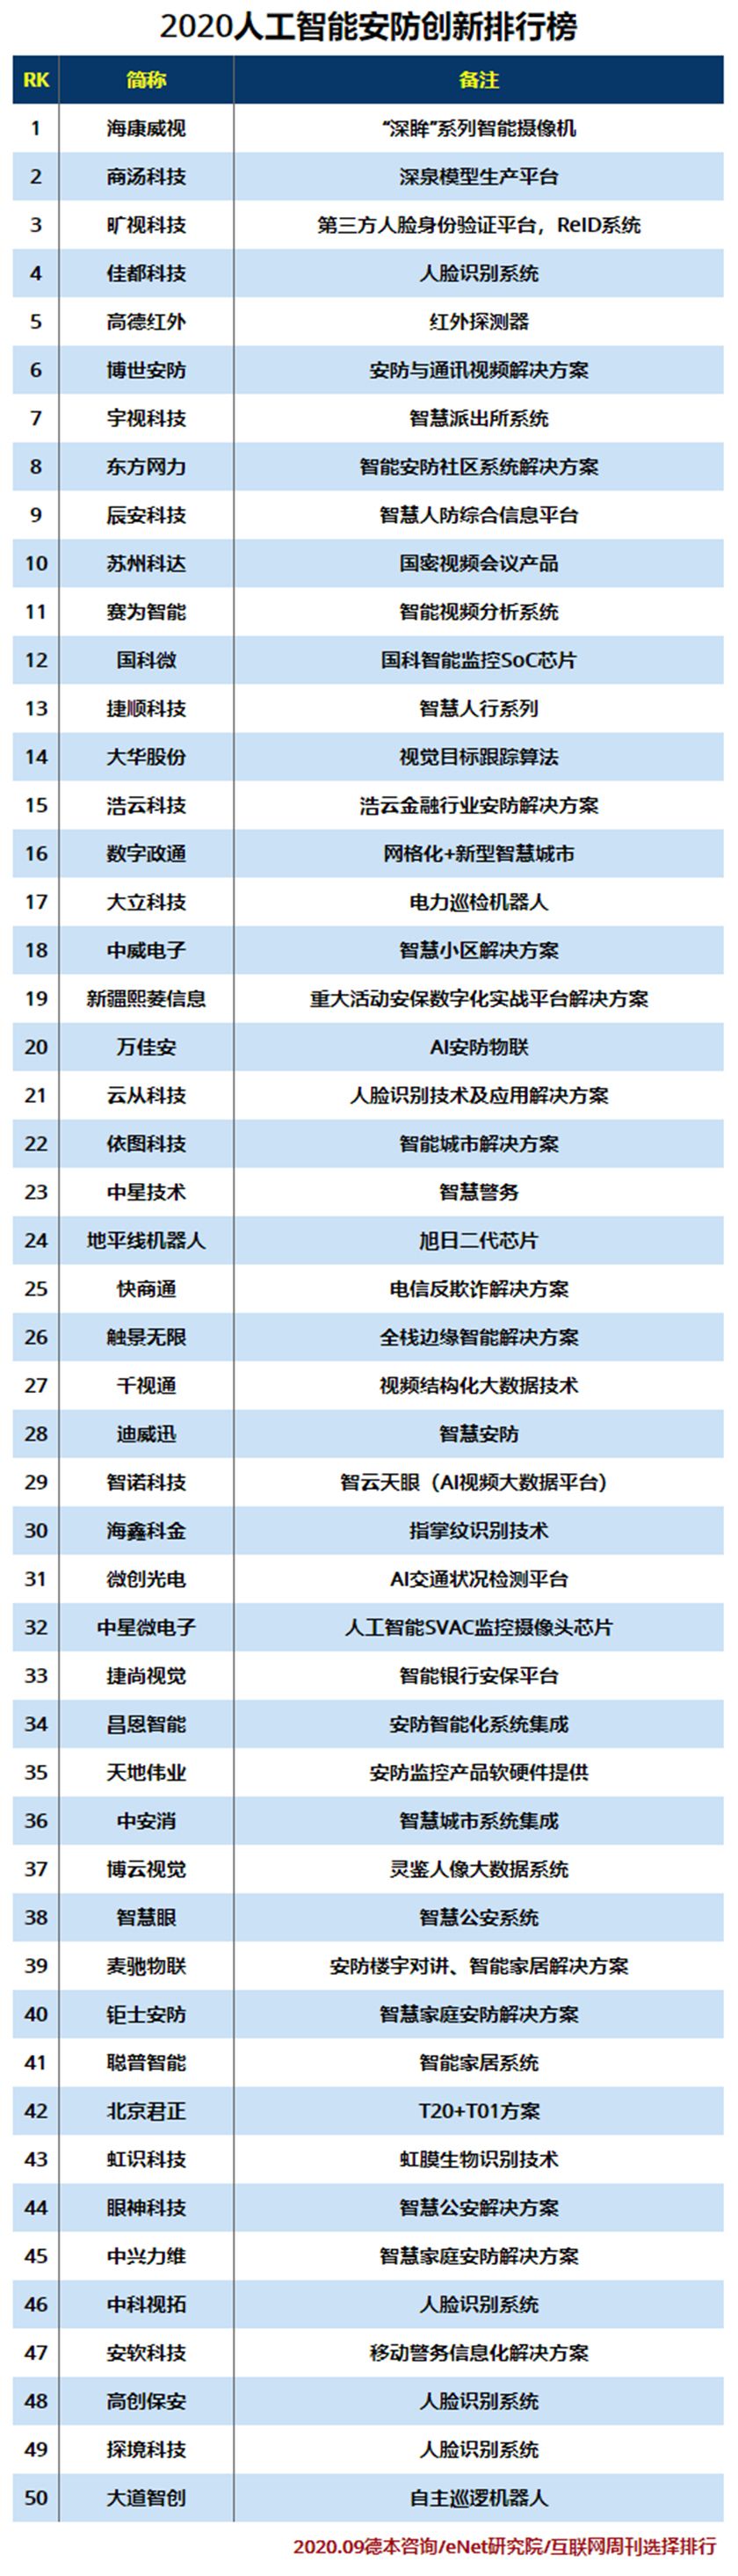 2020人工智能安防创新排行榜
RK 简称 备注
1 海康威视 “深眸”系列智能摄像机
2 商汤科技 深泉模型生产平台
3 旷视科技 第三方人脸身份验证平台，ReID系统
4 佳都科技 人脸识别系统
5 高德红外 红外探测器
6 博世安防 安防与通讯视频解决方案
7 宇视科技 智慧派出所系统
8 东方网力 智能安防社区系统解决方案
9 辰安科技 智慧人防综合信息平台
10 苏州科达 国密视频会议产品
11 赛为智能 智能视频分析系统
12 国科微 国科智能监控SoC芯片
13 捷顺科技 智慧人行系列
14 大华股份 视觉目标跟踪算法
15 浩云科技 浩云金融行业安防解决方案
16 数字政通 网格化+新型智慧城市
17 大立科技 电力巡检机器人
18 中威电子 智慧小区解决方案
19 新疆熙菱信息 重大活动安保数字化实战平台解决方案
20 万佳安 AI安防物联
21 云从科技 人脸识别技术及应用解决方案
22 依图科技 智能城市解决方案
23 中星技术 智慧警务
24 地平线机器人 旭日二代芯片
25 快商通 电信反欺诈解决方案
26 触景无限 全栈边缘智能解决方案
27 千视通 视频结构化大数据技术
28 迪威迅 智慧安防
29 智诺科技 智云天眼（AI视频大数据平台）
30 海鑫科金 指掌纹识别技术
31 微创光电 AI交通状况检测平台
32 中星微电子 人工智能SVAC监控摄像头芯片
33 捷尚视觉 智能银行安保平台
34 昌恩智能 安防智能化系统集成
35 天地伟业 安防监控产品软硬件提供
36 中安消 智慧城市系统集成
37 博云视觉 灵鉴人像大数据系统
38 智慧眼 智慧公安系统
39 麦驰物联 安防楼宇对讲、智能家居解决方案
40 钜士安防 智慧家庭安防解决方案
41 聪普智能 智能家居系统
42 北京君正 T20+T01方案
43 虹识科技 虹膜生物识别技术
44 眼神科技 智慧公安解决方案
45 中兴力维 智慧家庭安防解决方案
46 中科视拓 人脸识别系统
47 安软科技 移动警务信息化解决方案
48 高创保安 人脸识别系统
49 探境科技 人脸识别系统
50 大道智创 自主巡逻机器人
2020.09德本咨询/eNet研究院/互联网周刊选择排行